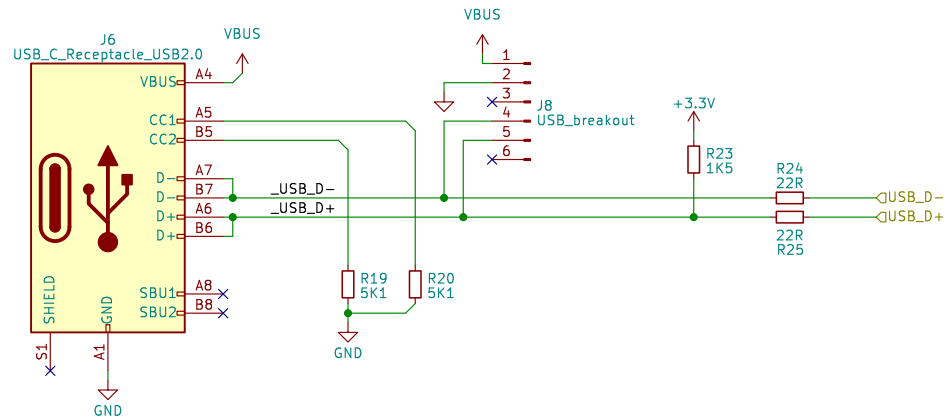 VBUS
J6
USB_C_Receptacle_USB2.0
VBUS
A4
CC1
A5
CC2
B5
D-
A7
D-
B7
D+
A6
D+
B6
SBU1
A8
SBU2
B8
SHIELD
GND
S1
A1
GND
_USB_D-
_USB_D+
R19
5K1
R20
5K1
GND
VBUS
1
2
3
4
5
6
J8
USB_breakout
+3.3V
R23
1K5
R24
22R
22R
R25
USB_D-
USB_D+